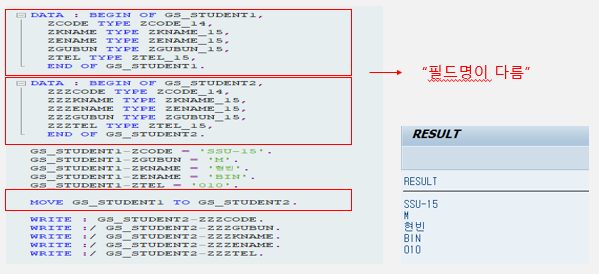 DATA : BEGIN OF GS_STUDENT1,
ZCODE TYPE ZCODE_14,
ZKNAME TYPE ZKNAME_15,
ZENAME TYPE ZENAME_15,
ZGUBUN TYPE ZGUBUN_15,
ZTEL TYPE ZTEL_15,
END OF GS_STUDENT1.
DATA : BEGIN OF GS_STUDENT2,
ZZZCODE TYPE ZCODE_14,
ZZZKNAME TYPE ZKNAME_15,
ZZZENAME TYPE ZENAME_15,
ZZZGUBUN TYPE ZGUBUN_15,
ZZZTEL TYPE ZTEL_15,
END OF GS_STUDENT2.
GS_STUDENT1-ZCODE = 'SSU-15'.
GS_STUDENT1-ZGUBUN = 'M'.
GS_STUDENT1-ZKNAME = '현빈'.
GS_STUDENT1-ZENAME = 'BIN'.
GS_STUDENT1-ZTEL = '010'.
MOVE GS_STUDENT1 TO GS_STUDENT2.
WRITE : GS_STUDENT2-ZZZCODE.
WRITE :/ GS_STUDENT2-ZZZGUBUN.
WRITE :/ GS_STUDENT2-ZZZKNAME.
WRITE :/ GS_STUDENT2-ZZZENAME.
WRITE :/ GS_STUDENT2-ZZZTEL.
“필드명이 다름”
RESULT
RESULT
SSU-15
M
현빈
BIN
010